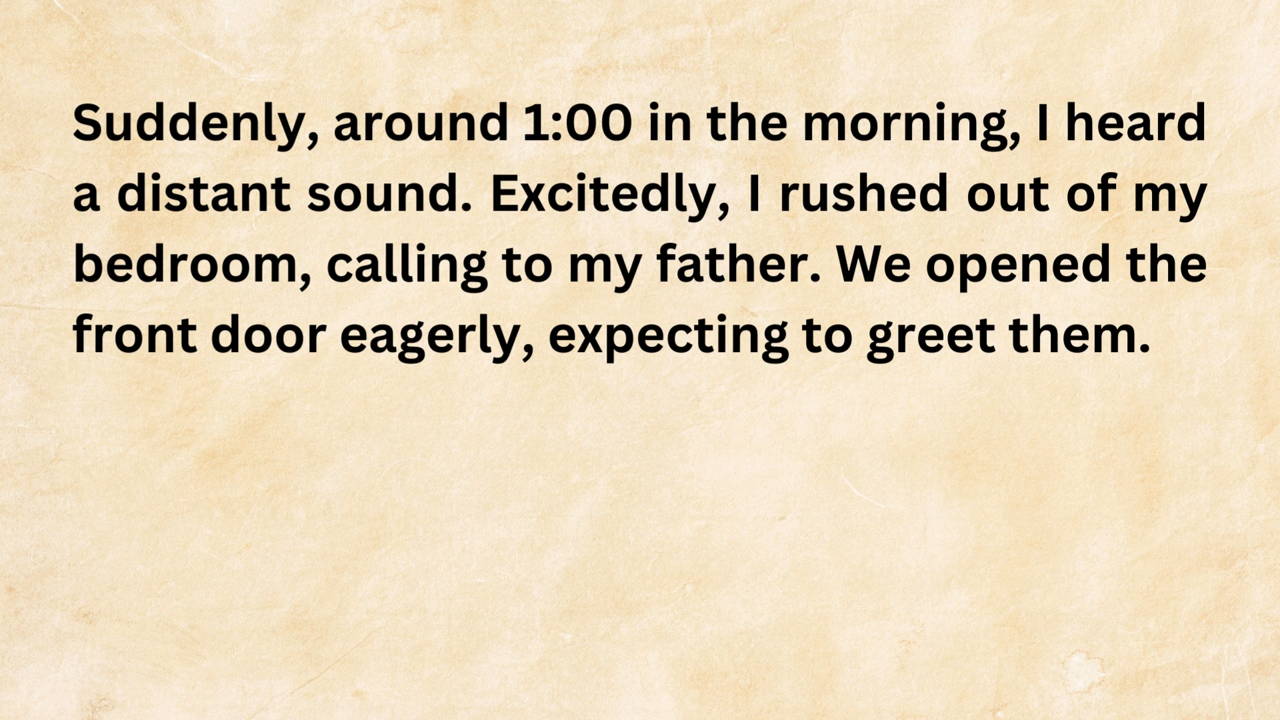 Suddenly, around 1:00 in the morning, I heard
a distant sound. Excitedly, I rushed out of my
bedroom, calling to my father. We opened the
front door eagerly, expecting to greet them.